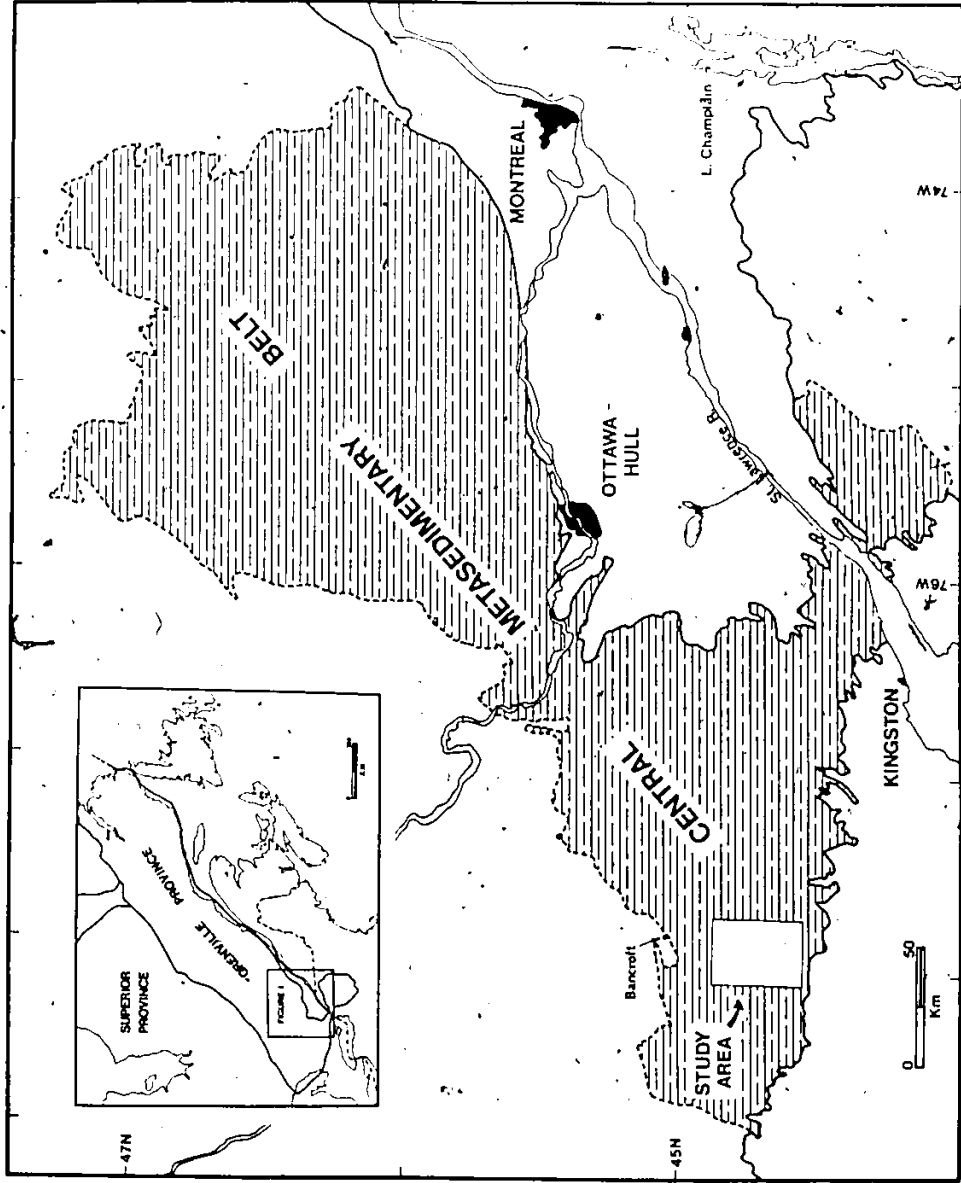 47N
45N
76W
74W
SUPERIOR
PROVINCE
"GRENVILLE
PROVINCE
FIGURE 1
BELT
METASEDIMENTARY
CENTRAL
MONTREAL
OTTAWA -
HULL
L. Champlain
St. Lawrence R.
KINGSTON
Bancroft
STUDY
AREA
0 50
Km